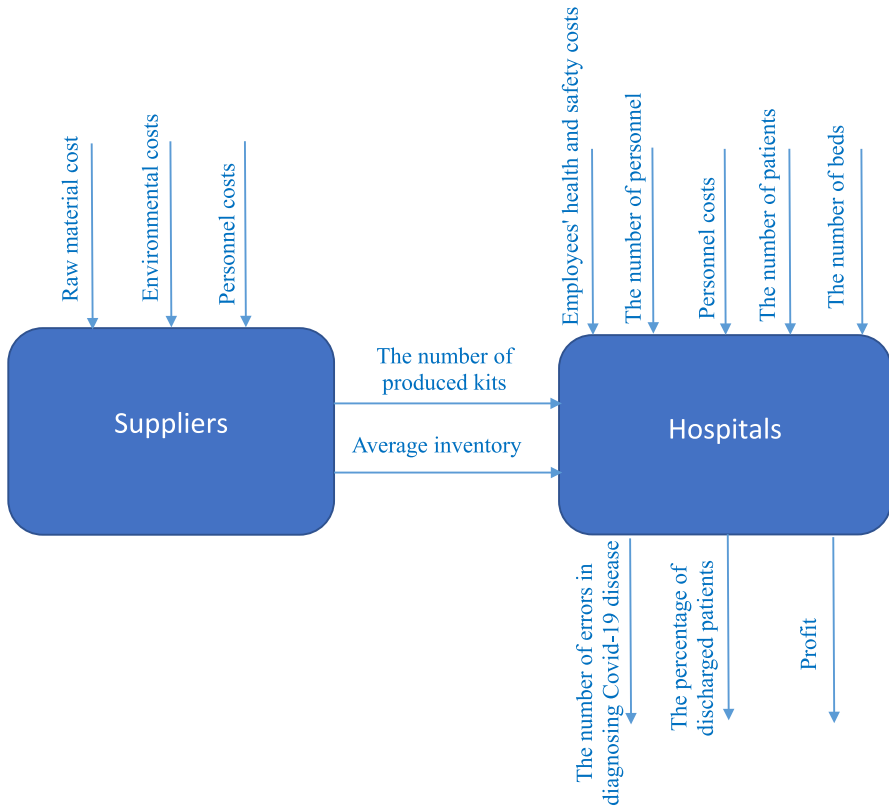 Raw material cost
Environmental costs
Personnel costs
Employees' health and safety costs
The number of personnel
Personnel costs
The number of patients
The number of beds
Suppliers
The number of
produced kits
Average inventory
Hospitals
The number of errors in
diagnosing Covid-19 disease
The percentage of
discharged patients
Profit